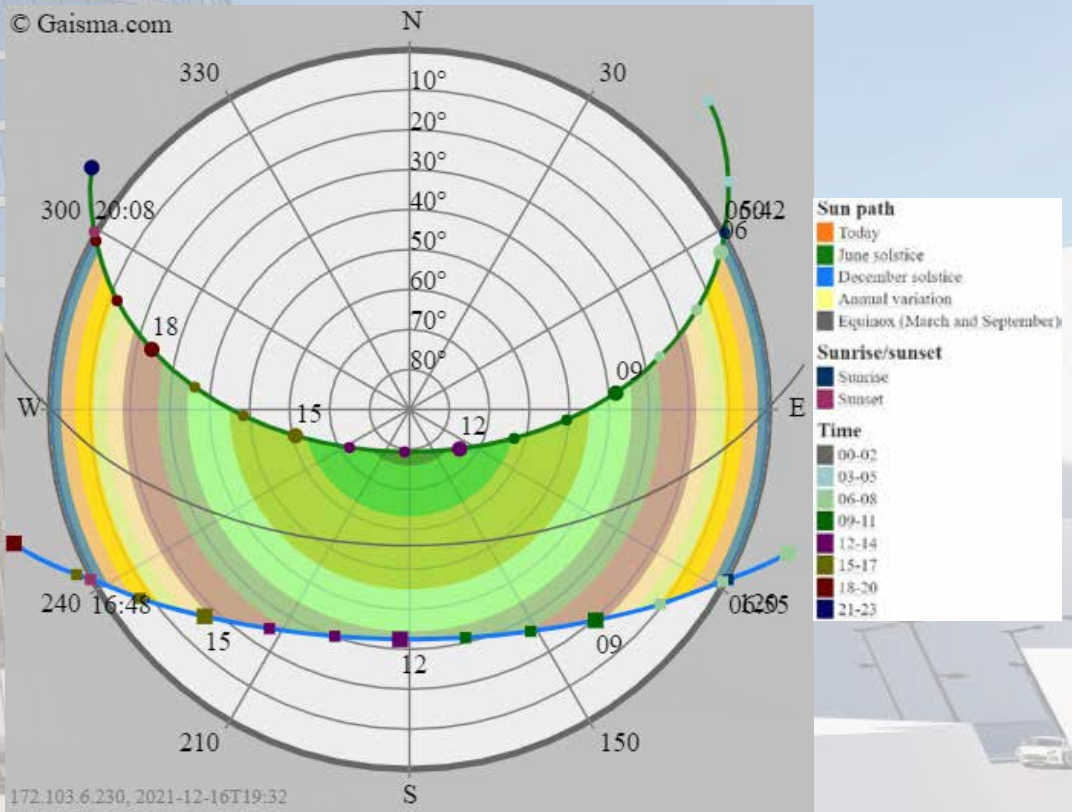 © Gaisma.com
N
330
30
10°
20°
30°
40°
50°
60°
70°
80°
300
20:08
06
18
09
15
12
W
E
240
16:48
15
12
09
210
150
S
172.103.6.230, 2021-12-16T19:32
Sun path
Today
June solstice
December solstice
Annual variation
Equinox (March and September)
Sunrise/sunset
Sunrise
Sunset
Time
00-02
03-05
06-08
09-11
12-14
15-17
18-20
21-23